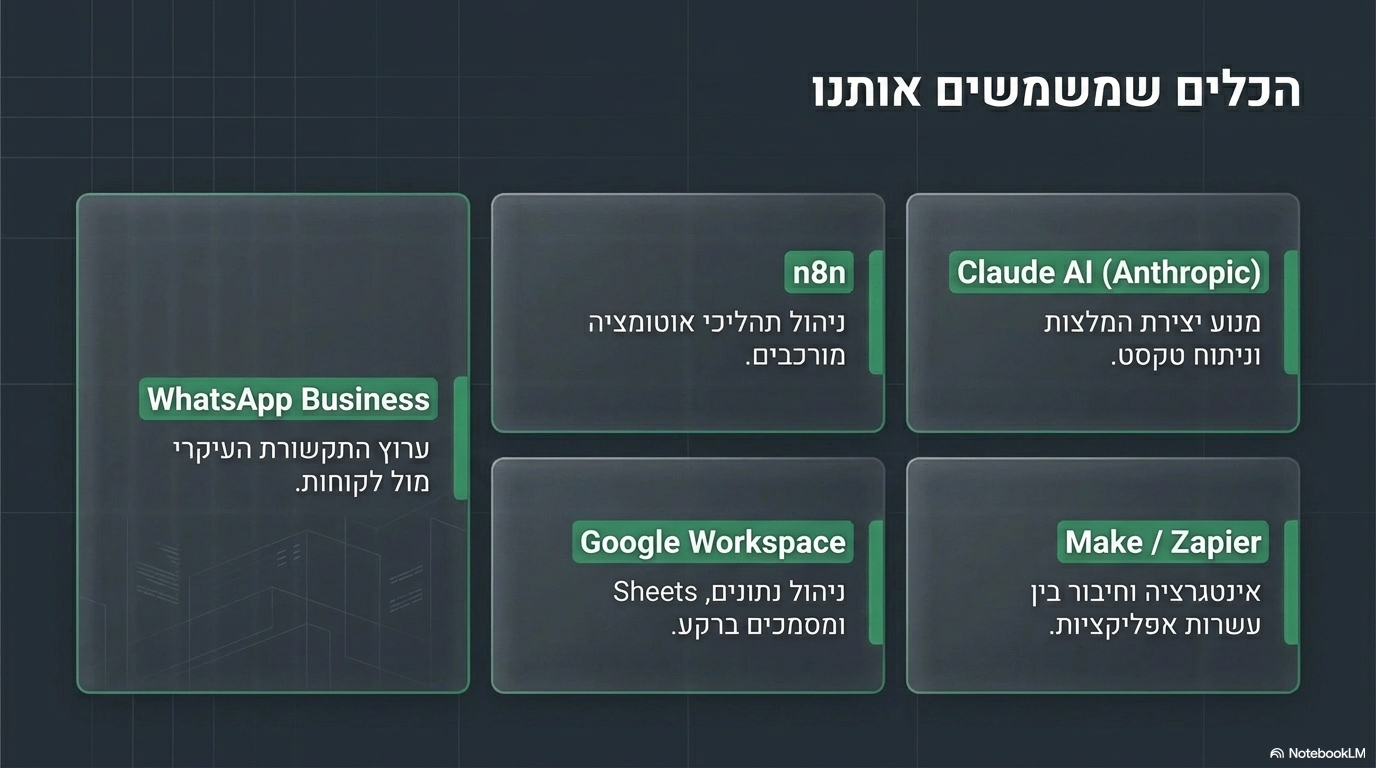 הכלים שמשמשים אותנו
Claude AI (Anthropic)
מנוע יצירת המלצות
וניתוח טקסט.
n8n
ניהול תהליכי אוטומציה
מורכבים.
WhatsApp Business
ערוץ התקשורת העיקרי
מול לקוחות.
Make / Zapier
אינטגרציה וחיבור בין
עשרות אפליקציות.
Google Workspace
ניהול נתונים, Sheets
ומסמכים ברקע.
NotebookLM